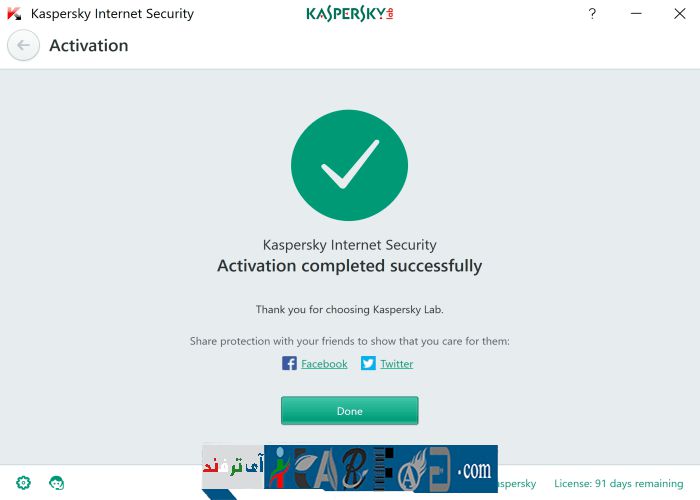 Kaspersky Internet Security
KASPERSKY lab
?
Activation
Kaspersky Internet Security
Activation completed successfully
Thank you for choosing Kaspersky Lab.
Share protection with your friends to show that you care for them:
Facebook
Twitter
Done
آی ترفند
.com
License: 91 days remaining